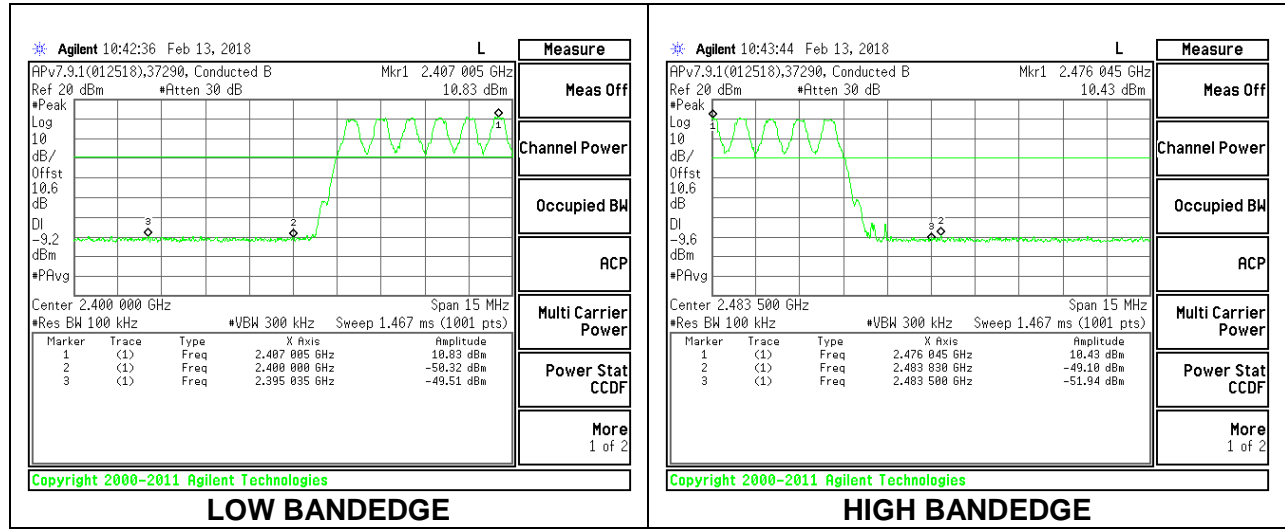 Agilent 10:42:36 Feb 13, 2018 L
APv7.9.1(012518),37290, Conducted B Mkr1 2.407 005 GHz
Ref 20 dBm #Atten 30 dB 10.83 dBm
#Peak
Log
10
dB/
Offst
10.6
dB
DI
-9.2
dBm
#PAvg
1
2
3
Center 2.400 000 GHz Span 15 MHz
#Res BW 100 kHz #VBW 300 kHz Sweep 1.467 ms (1001 pts)
Marker Trace Type X Axis Amplitude
1 (1) Freq 2.407 005 GHz 10.83 dBm
2 (1) Freq 2.400 000 GHz -50.32 dBm
3 (1) Freq 2.395 035 GHz -49.51 dBm
Measure
Meas Off
Channel Power
Occupied BW
ACP
Multi Carrier
Power
Power Stat
CCDF
More
1 of 2
Copyright 2000-2011 Agilent Technologies
LOW BANDEDGE
Agilent 10:43:44 Feb 13, 2018 L
APv7.9.1(012518),37290, Conducted B Mkr1 2.476 045 GHz
Ref 20 dBm #Atten 30 dB 10.43 dBm
#Peak
Log
10
dB/
Offst
10.6
dB
DI
-9.6
dBm
#PAvg
1
3 2
Center 2.483 500 GHz Span 15 MHz
#Res BW 100 kHz #VBW 300 kHz Sweep 1.467 ms (1001 pts)
Marker Trace Type X Axis Amplitude
1 (1) Freq 2.476 045 GHz 10.43 dBm
2 (1) Freq 2.483 830 GHz -49.10 dBm
3 (1) Freq 2.483 500 GHz -51.94 dBm
Measure
Meas Off
Channel Power
Occupied BW
ACP
Multi Carrier
Power
Power Stat
CCDF
More
1 of 2
Copyright 2000-2011 Agilent Technologies
HIGH BANDEDGE